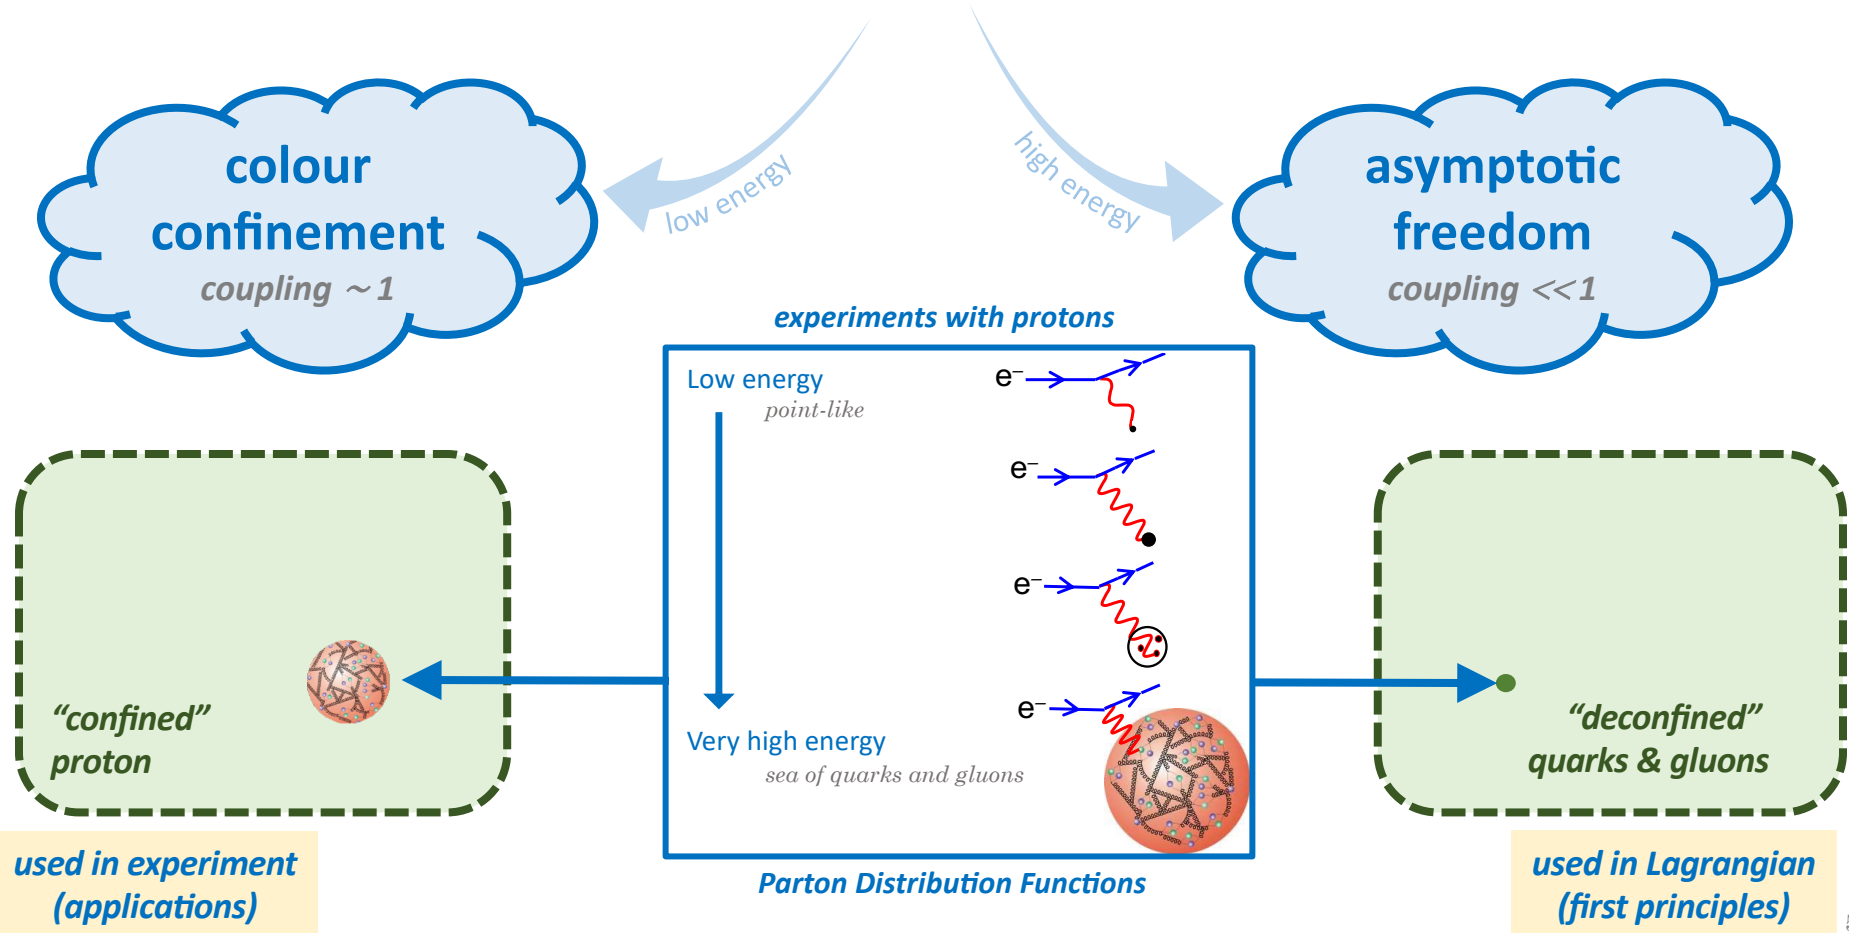 low energy
high energy
colour
confinement
coupling ～ 1
asymptotic
freedom
coupling << 1
experiments with protons
Low energy
point-like
e⁻
e⁻
e⁻
e⁻
Very high energy
sea of quarks and gluons
Parton Distribution Functions
“confined”
proton
“deconfined”
quarks & gluons
used in experiment
(applications)
used in Lagrangian
(first principles)